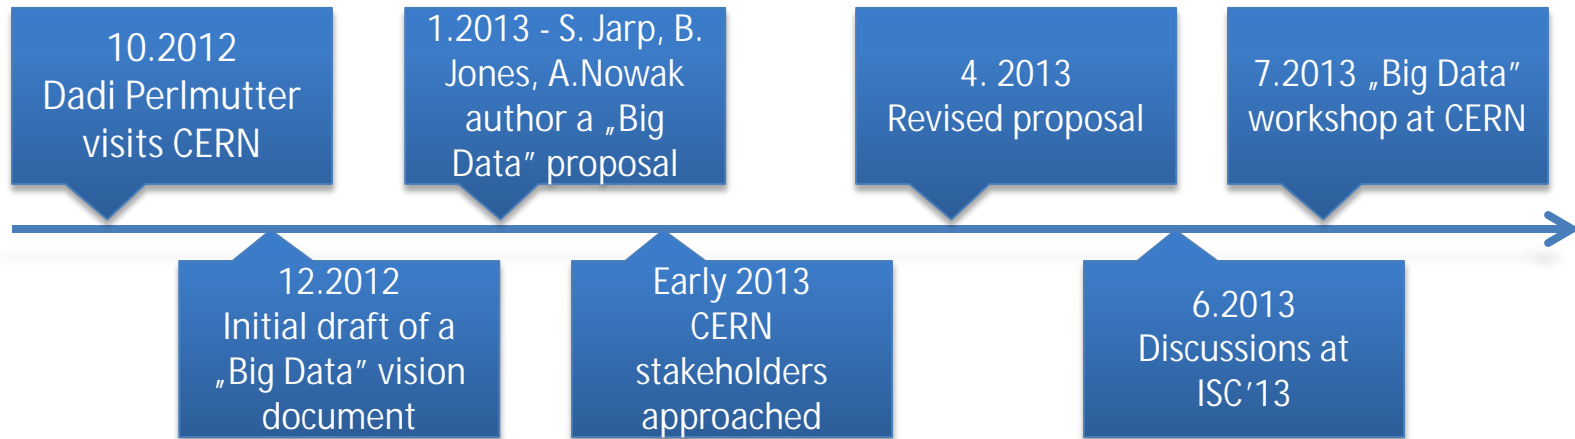 10.2012
Dadi Perlmutter
visits CERN
12.2012
Initial draft of a
„Big Data” vision
document
1.2013 - S. Jarp, B.
Jones, A.Nowak
author a „Big
Data” proposal
Early 2013
CERN
stakeholders
approached
4. 2013
Revised proposal
6.2013
Discussions at
ISC’13
7.2013 „Big Data”
workshop at CERN